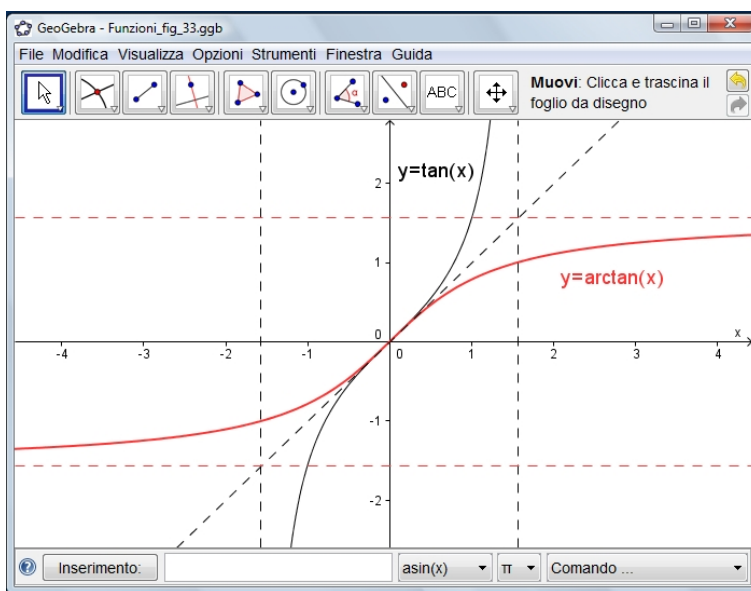 GeoGebra - Funzioni_fig_33.ggb
File Modifica Visualizza Opzioni Strumenti Finestra Guida
ABC
α
Muovi: Clicca e trascina il
foglio da disegno
y=tan(x)
2
1
y=arctan(x)
0
x
-4 -3 -2 -1 0 1 2 3 4
-1
-2
Inserimento:
asin(x)
π
Comando ...